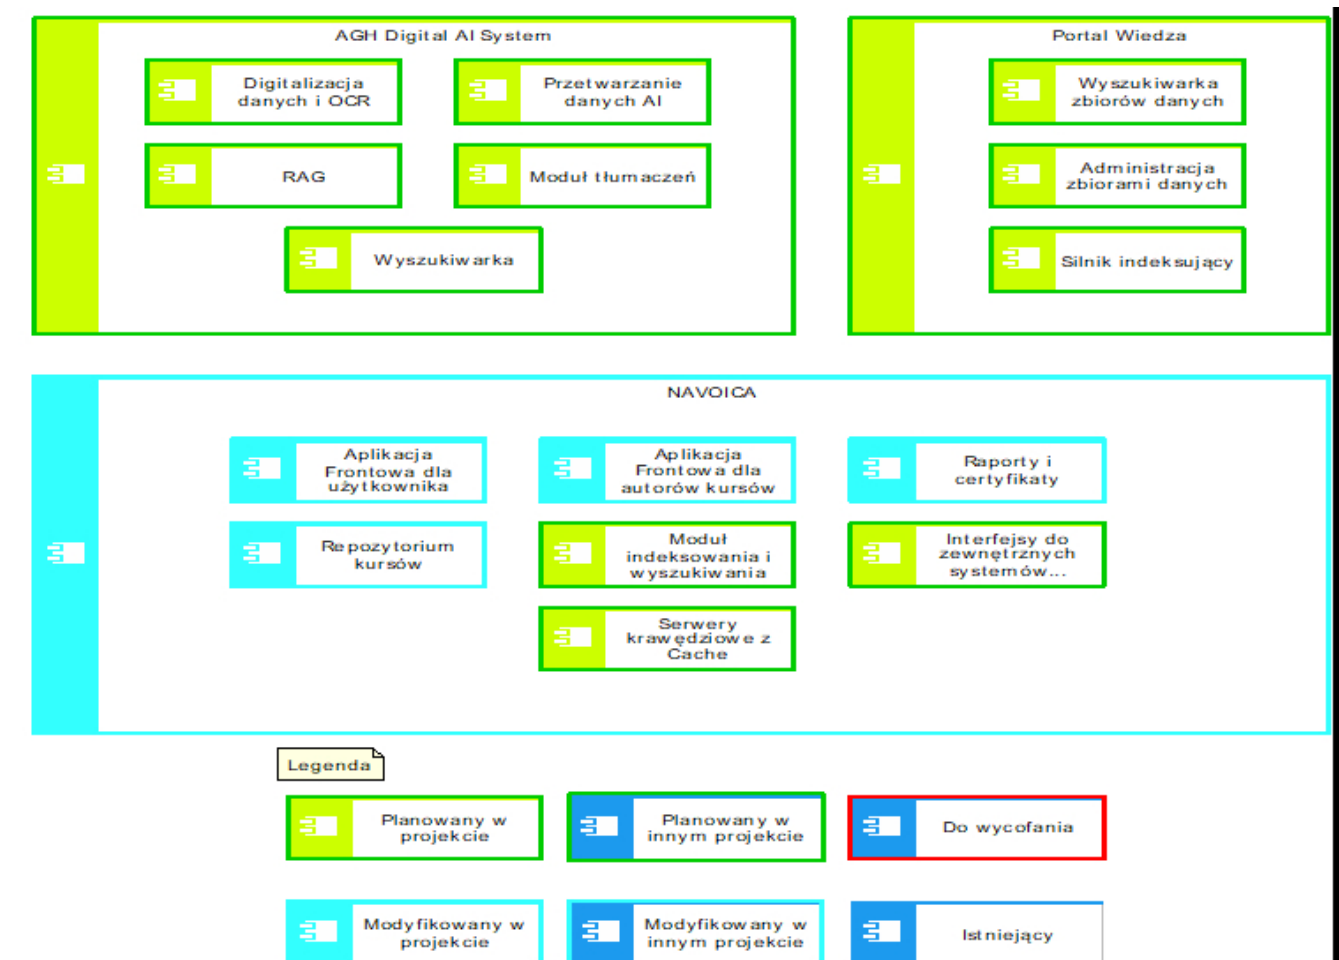 AGH Digital AI System
Digitalizacja
danych i OCR
Przetwarzanie
danych AI
RAG
Moduł tłumaczeń
Wyszukiwarka
Portal Wiedza
Wyszukiwarka
zbiorów danych
Administracja
zbiorami danych
Silnik indeksujący
NAVOICA
Aplikacja
Frontowa dla
użytkownika
Aplikacja
Frontowa dla
autorów kursów
Raporty i
certyfikaty
Repozytorium
kursów
Moduł
indeksowania i
wyszukiwania
Interfejsy do
zewnętrznych
systemów...
Serwery
krawędziowe z
Cache
Legenda
Planowany w
projekcie
Planowany w
innym projekcie
Do wycofania
Modyfikowany w
projekcie
Modyfikowany w
innym projekcie
Istniejący